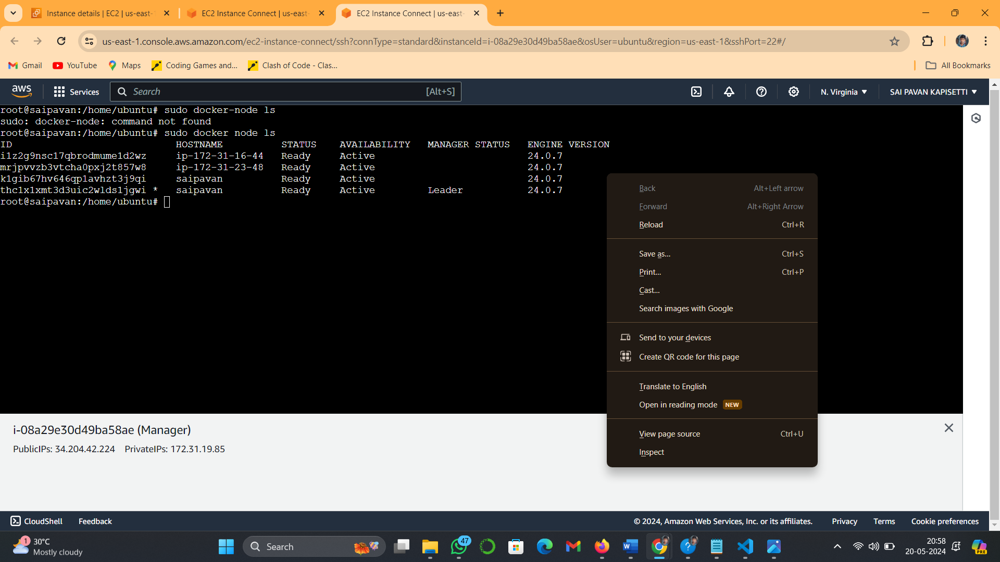 Instance details | EC2 | us-east-
EC2 Instance Connect | us-east-
EC2 Instance Connect | us-east-
us-east-1.console.aws.amazon.com/ec2-instance-connect/ssh?connType=standard&instanceId=i-08a29e30d49ba58ae&osUser=ubuntu&region=us-east-1&sshPort=22#/
Gmail YouTube Maps Coding Games and... Clash of Code - Clas... All Bookmarks
aws Services Search [Alt+S] N. Virginia SAI PAVAN KAPISETTI
root@saipavan:/home/ubuntu# sudo docker-node ls
sudo: docker-node: command not found
root@saipavan:/home/ubuntu# sudo docker node ls
ID HOSTNAME STATUS AVAILABILITY MANAGER STATUS ENGINE VERSION
i1z2g9nsc17qbrodmume1d2wz ip-172-31-16-44 Ready Active 24.0.7
mrjpvvzb3vtcha0pxj2t857w8 ip-172-31-23-48 Ready Active 24.0.7
k1gib67hv646qp1avhzt3j9qi saipavan Ready Active 24.0.7
thc1x1xmt3d3uic2wlds1jgwi * saipavan Ready Active Leader 24.0.7
root@saipavan:/home/ubuntu#
Back Alt+Left arrow
Forward Alt+Right Arrow
Reload Ctrl+R
Save as... Ctrl+S
Print... Ctrl+P
Cast...
Search images with Google
Send to your devices
Create QR code for this page
Translate to English
Open in reading mode NEW
View page source Ctrl+U
Inspect
i-08a29e30d49ba58ae (Manager)
PublicIPs: 34.204.42.224 PrivateIPs: 172.31.19.85
CloudShell Feedback © 2024, Amazon Web Services, Inc. or its affiliates. Privacy Terms Cookie preferences
1 30°C
Mostly cloudy
Search
47
20:58
20-05-2024
PRE